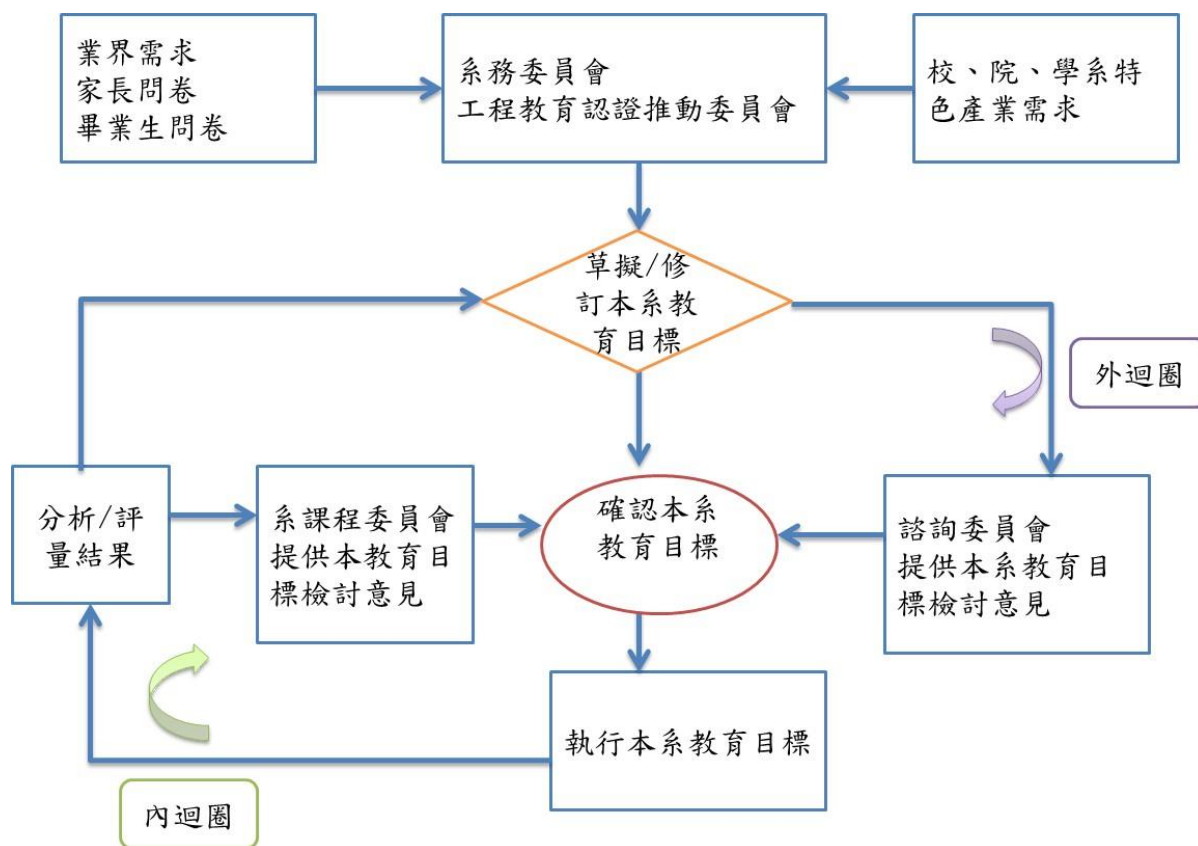 業界需求
家長問卷
畢業生問卷
系務委員會
工程教育認證推動委員會
校、院、學系特
色產業需求
草擬/修
訂本系教
育目標
外迴圈
分析/評
量結果
系課程委員會
提供本教育目
標檢討意見
確認本系
教育目標
諮詢委員會
提供本系教育目
標檢討意見
執行本系教育目標
內迴圈